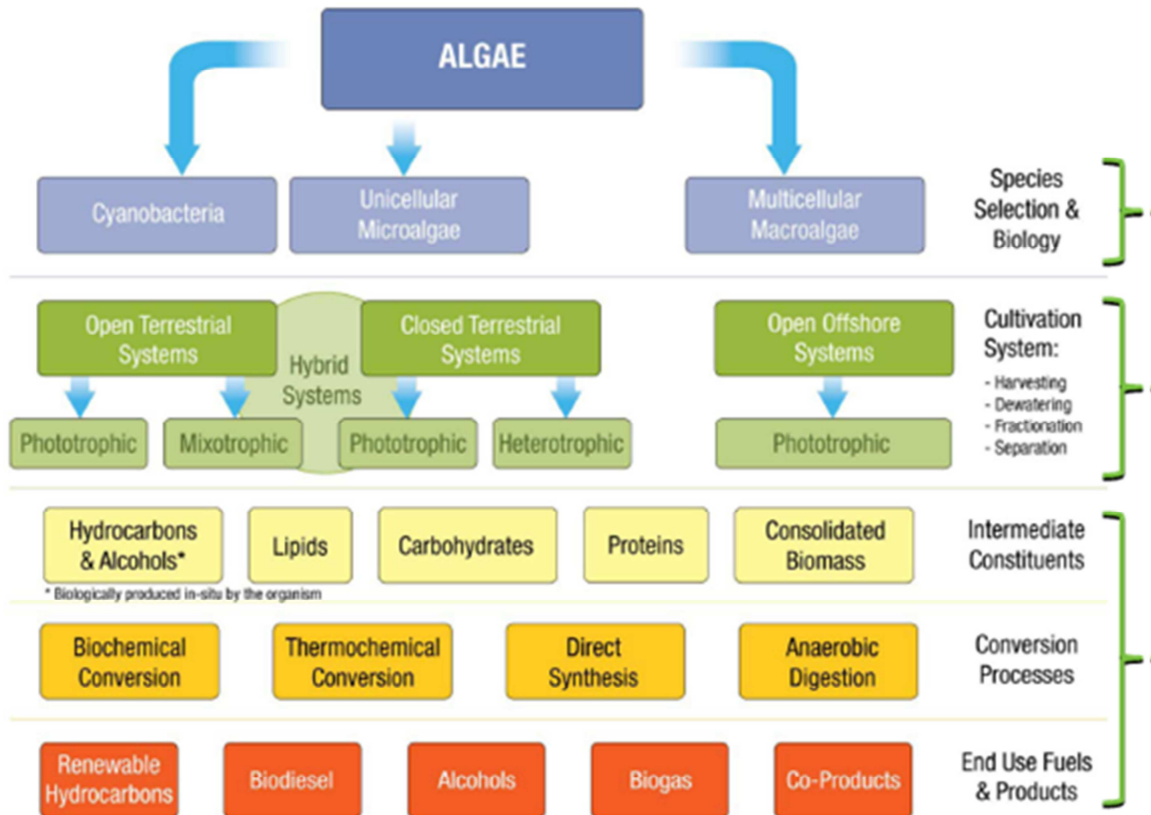 ALGAE
Cyanobacteria
Unicellular
Microalgae
Multicellular
Macroalgae
Species
Selection &
Biology
Open Terrestrial
Systems
Hybrid
Systems
Closed Terrestrial
Systems
Open Offshore
Systems
Cultivation
System:
- Harvesting
- Dewatering
- Fractionation
- Separation
Phototrophic
Mixotrophic
Phototrophic
Heterotrophic
Phototrophic
Hydrocarbons
& Alcohols*
Lipids
Carbohydrates
Proteins
Consolidated
Biomass
Intermediate
Constituents
* Biologically produced in-situ by the organism
Biochemical
Conversion
Thermochemical
Conversion
Direct
Synthesis
Anaerobic
Digestion
Conversion
Processes
Renewable
Hydrocarbons
Biodiesel
Alcohols
Biogas
Co-Products
End Use Fuels
& Products